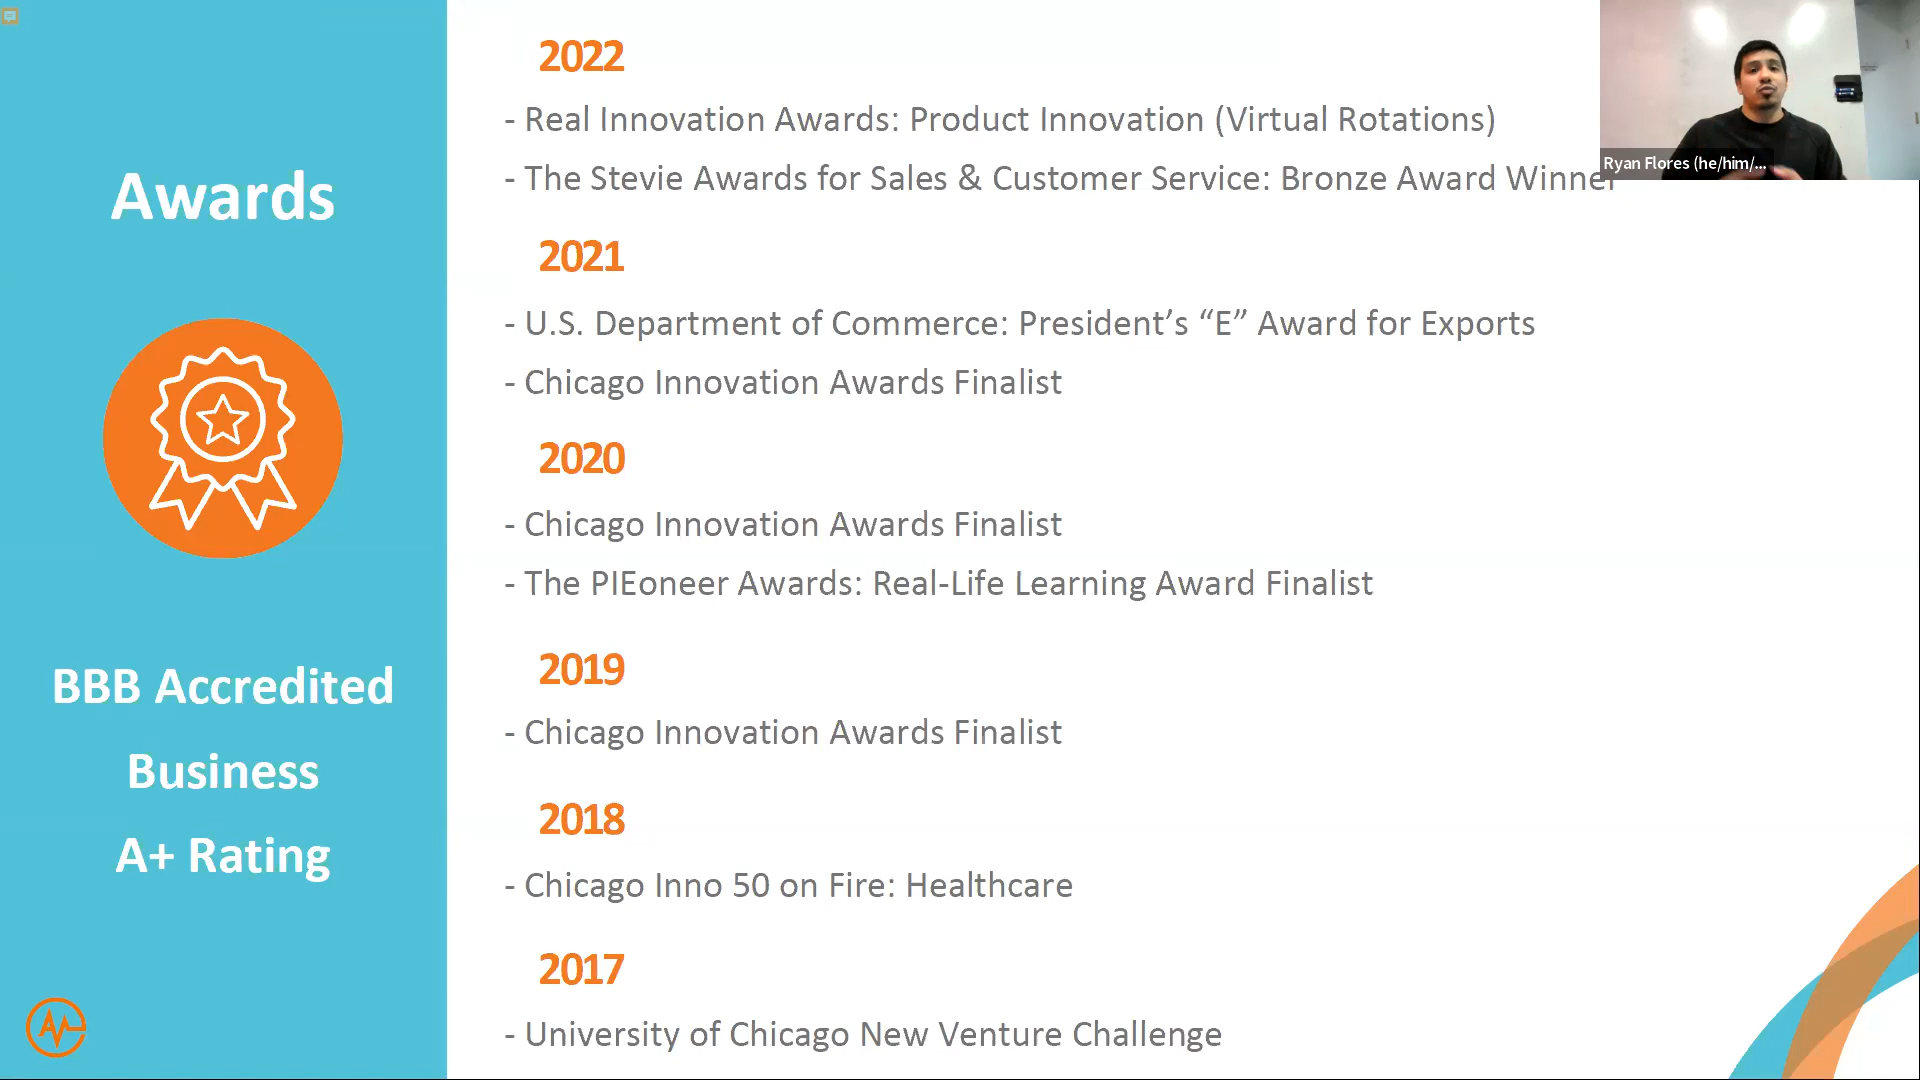 Awards
BBB Accredited
Business
A+ Rating
2022
- Real Innovation Awards: Product Innovation (Virtual Rotations)
- The Stevie Awards for Sales & Customer Service: Bronze Award Winner
2021
- U.S. Department of Commerce: President’s “E” Award for Exports
- Chicago Innovation Awards Finalist
2020
- Chicago Innovation Awards Finalist
- The PIEoneer Awards: Real-Life Learning Award Finalist
2019
- Chicago Innovation Awards Finalist
2018
- Chicago Inno 50 on Fire: Healthcare
2017
- University of Chicago New Venture Challenge
Ryan Flores (he/him/...